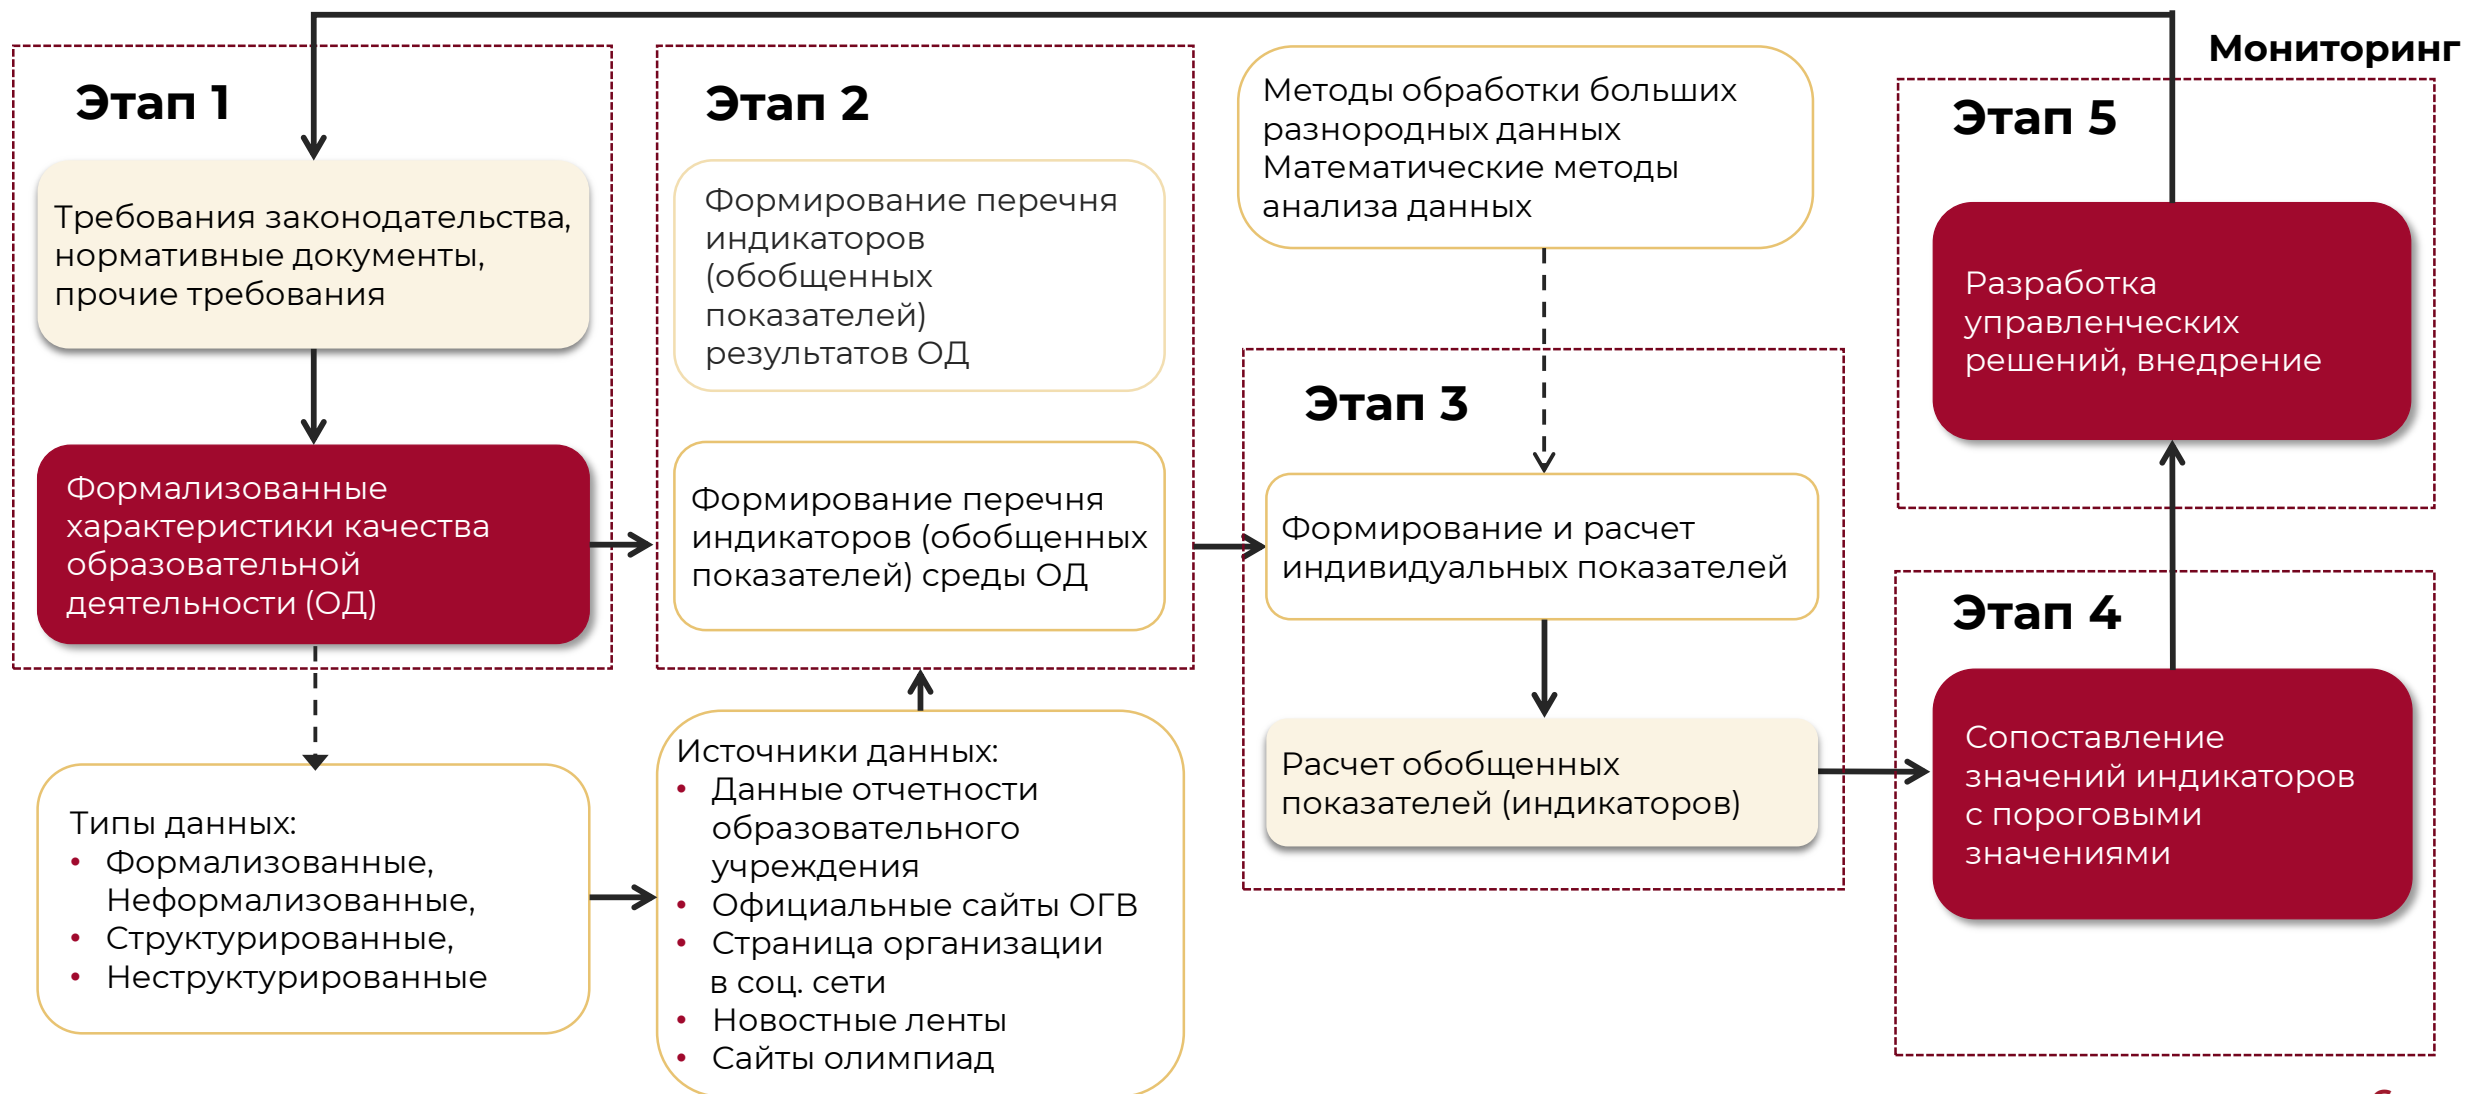 Мониторинг
Этап 1
Требования законодательства,
нормативные документы,
прочие требования
Формализованные
характеристики качества
образовательной
деятельности (ОД)
Типы данных:
• Формализованные,
Неформализованные,
• Структурированные,
• Неструктурированные
Этап 2
Формирование перечня
индикаторов
(обобщенных
показателей)
результатов ОД
Формирование перечня
индикаторов (обобщенных
показателей) среды ОД
Источники данных:
• Данные отчетности
образовательного
учреждения
• Официальные сайты ОГВ
• Страница организации
в соц. сети
• Новостные ленты
• Сайты олимпиад
Методы обработки больших
разнородных данных
Математические методы
анализа данных
Этап 3
Формирование и расчет
индивидуальных показателей
Расчет обобщенных
показателей (индикаторов)
Этап 4
Сопоставление
значений индикаторов
с пороговыми
значениями
Этап 5
Разработка
управленческих
решений, внедрение